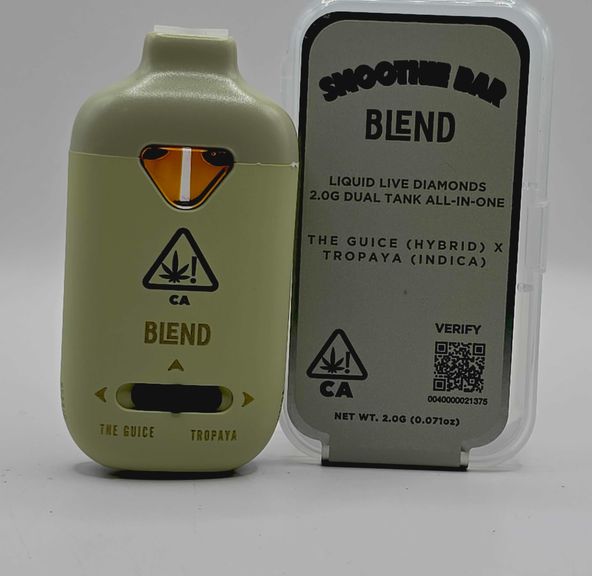 CA
BLEND
THE GUICE TROPAYA
SMOOTHIE BAR
BLEND
LIQUID LIVE DIAMONDS
2.0G DUAL TANK ALL-IN-ONE
THE GUICE (HYBRID) X
TROPAYA (INDICA)
VERIFY
0040000021375
CA
NET WT. 2.0G (0.071oz)